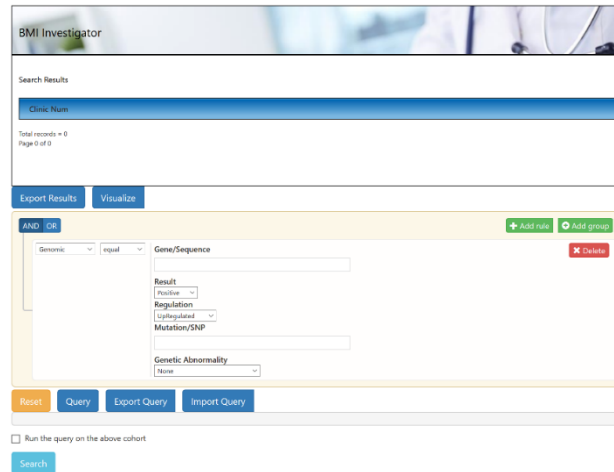 BMI Investigator
Search Results
Clinic Num
Total records = 0
Page 0 of 0
Export Results Visualize
AND OR Add rule Add group
Genomic equal Gene/Sequence Delete
Result
Positive
Regulation
UpRegulated
Mutation/SNP
Genetic Abnormality
None
Reset Query Export Query Import Query
Run the query on the above cohort
Search